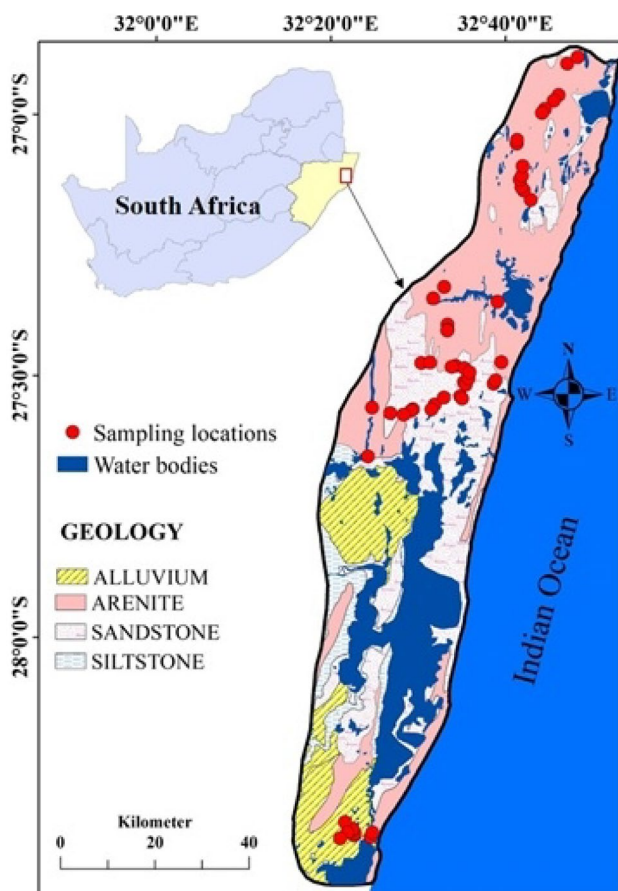 32°0'0"E 32°20'0"E 32°40'0"E
27°0'0"S
South Africa
27°30'0"S
N
W E
S
Sampling locations
Water bodies
GEOLOGY
ALLUVIUM
ARENITE
SANDSTONE
SILTSTONE
28°0'0"S
Indian Ocean
Kilometer
0 20 40